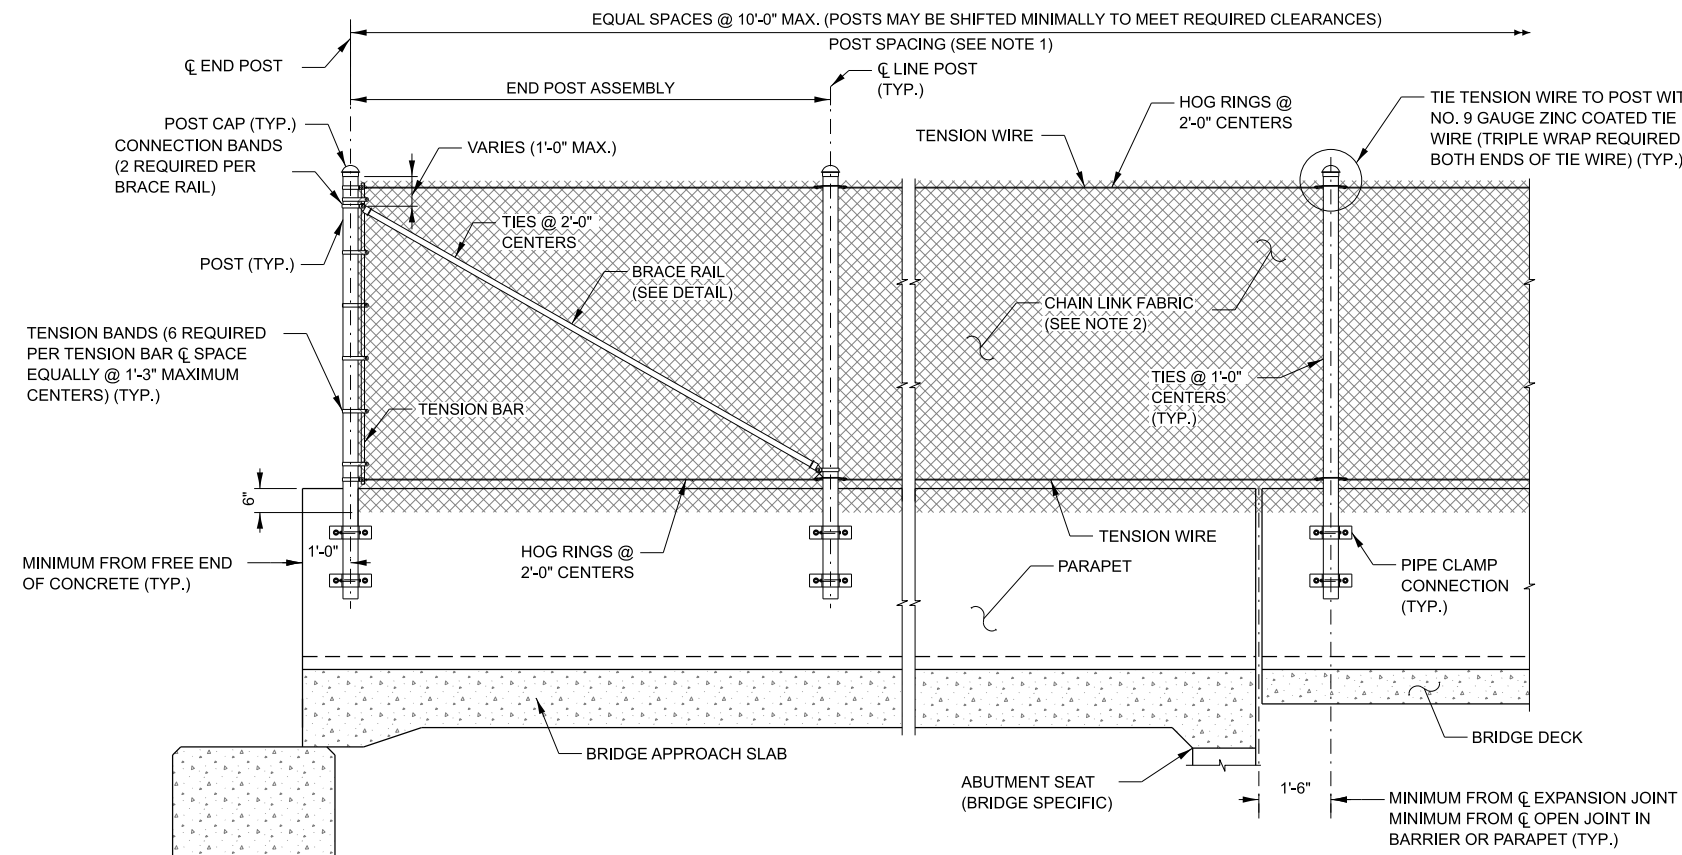 EQUAL SPACES @ 10'-0" MAX. (POSTS MAY BE SHIFTED MINIMALLY TO MEET REQUIRED CLEARANCES)
POST SPACING (SEE NOTE 1)
℄ END POST
END POST ASSEMBLY
℄ LINE POST
(TYP.)
POST CAP (TYP.)
CONNECTION BANDS
(2 REQUIRED PER
BRACE RAIL)
VARIES (1'-0" MAX.)
TENSION WIRE
HOG RINGS @
2'-0" CENTERS
TIE TENSION WIRE TO POST WIT
NO. 9 GAUGE ZINC COATED TIE
WIRE (TRIPLE WRAP REQUIRED
BOTH ENDS OF TIE WIRE) (TYP.)
POST (TYP.)
TIES @ 2'-0"
CENTERS
BRACE RAIL
(SEE DETAIL)
CHAIN LINK FABRIC
(SEE NOTE 2)
TENSION BANDS (6 REQUIRED
PER TENSION BAR ℄ SPACE
EQUALLY @ 1'-3" MAXIMUM
CENTERS) (TYP.)
TENSION BAR
TIES @ 1'-0"
CENTERS
(TYP.)
6"
MINIMUM FROM FREE END
OF CONCRETE (TYP.)
1'-0"
HOG RINGS @
2'-0" CENTERS
TENSION WIRE
PARAPET
PIPE CLAMP
CONNECTION
(TYP.)
BRIDGE APPROACH SLAB
BRIDGE DECK
ABUTMENT SEAT
(BRIDGE SPECIFIC)
1'-6"
MINIMUM FROM ℄ EXPANSION JOINT
MINIMUM FROM ℄ OPEN JOINT IN
BARRIER OR PARAPET (TYP.)